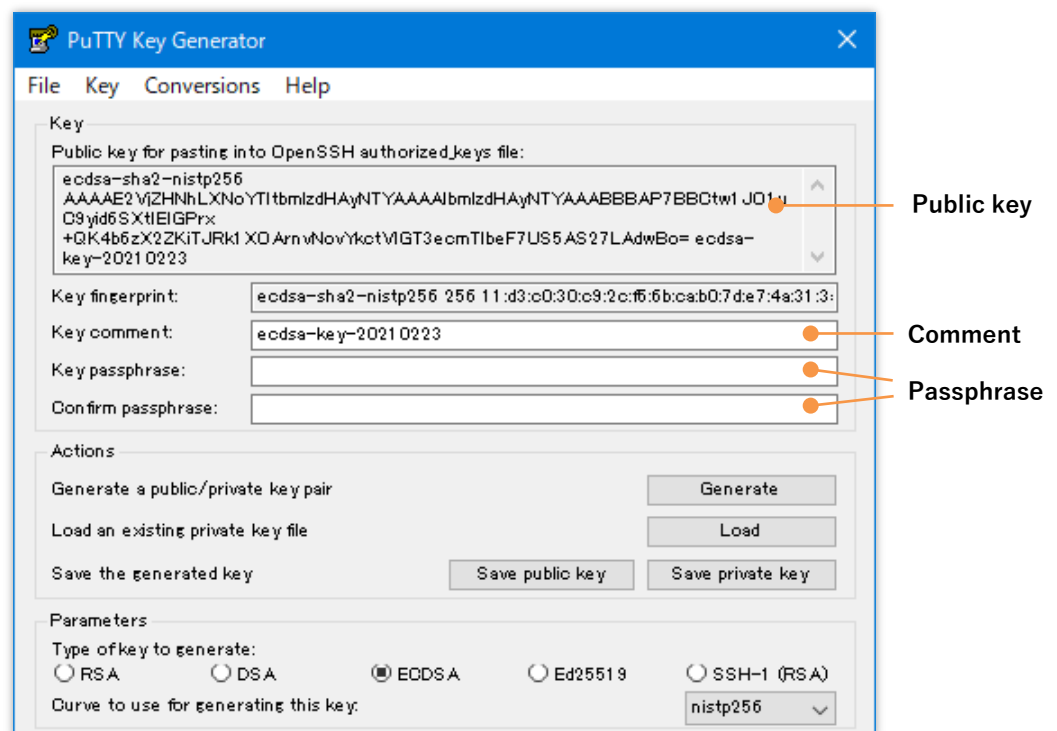 PuTTY Key Generator
File Key Conversions Help
Key
Public key for pasting into OpenSSH authorized_keys file:
ecdsa-sha2-nistp256
C9yid6SXtlEIGPrx
key-20210223
Public key
Key fingerprint: ecdsa-sha2-nistp256 256 11:d3:c0:30:c9:2c:f5:6b:ca:b0:7d:e7:4a:31:3
Key comment: ecdsa-key-20210223
Comment
Key passphrase:
Passphrase
Confirm passphrase:
Actions
Generate a public/private key pair Generate
Load an existing private key file Load
Save the generated key Save public key Save private key
Parameters
Type of key to generate:
RSA DSA ECDSA Ed25519 SSH-1 (RSA)
Curve to use for generating this key: nistp256